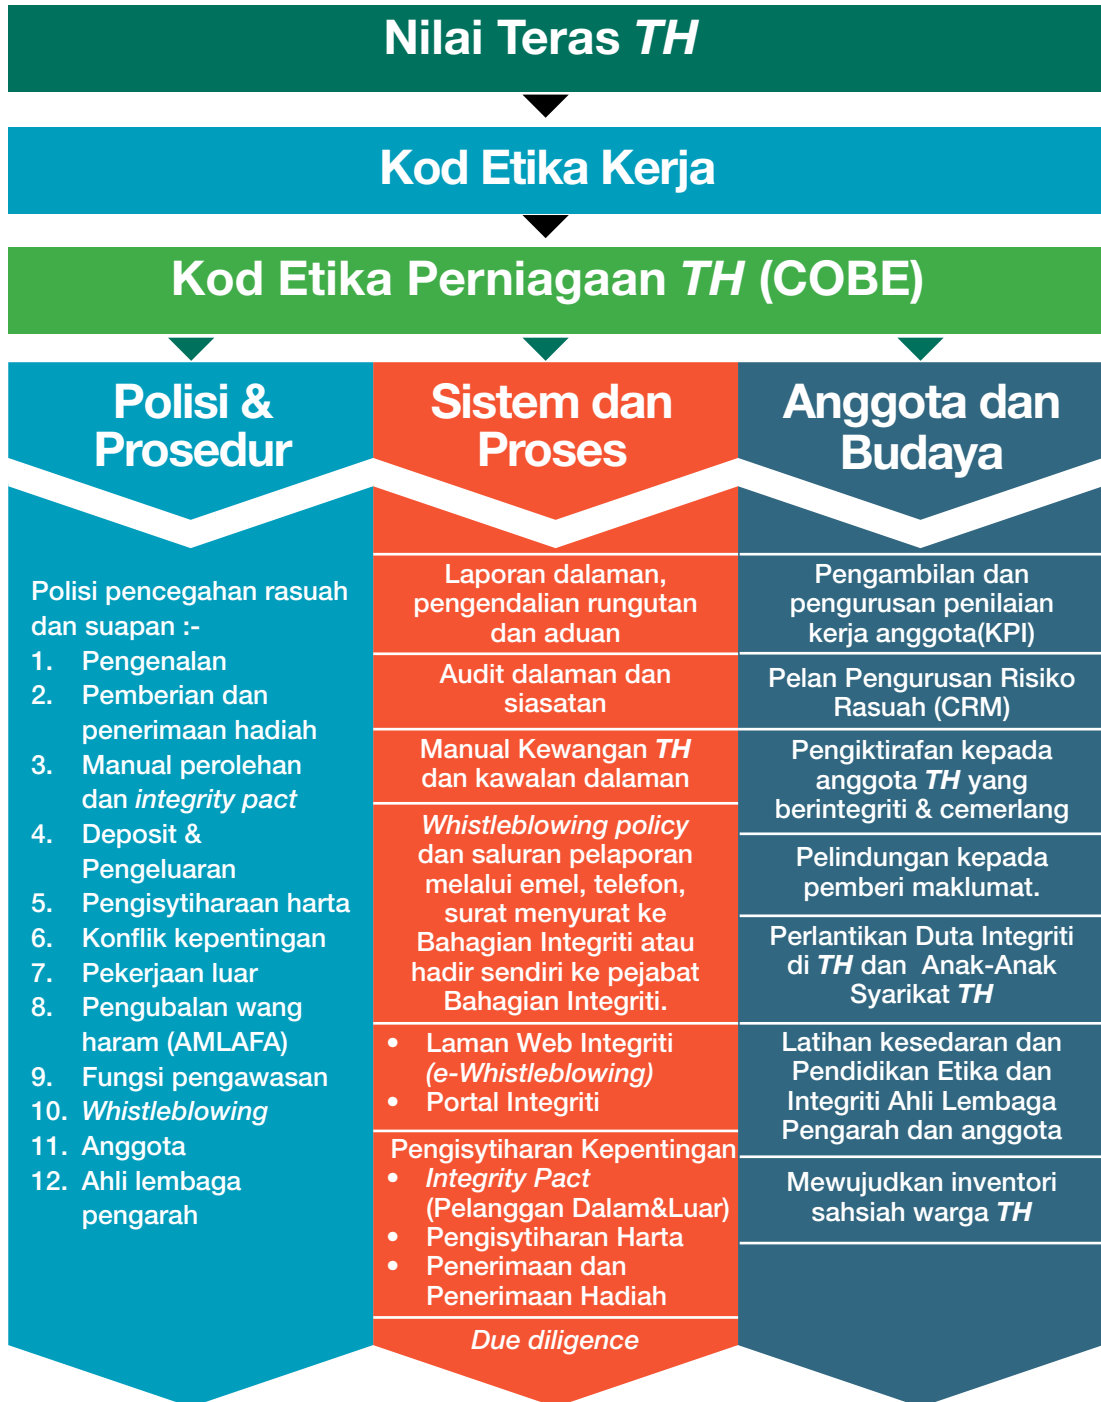 Nilai Teras TH
Kod Etika Kerja
Kod Etika Perniagaan TH (COBE)
Polisi &
Prosedur
Polisi pencegahan rasuah
dan suapan :-
1. Pengenalan
2. Pemberian dan
penerimaan hadiah
3. Manual perolehan
dan integrity pact
4. Deposit &
Pengeluaran
5. Pengisytiharaan harta
6. Konflik kepentingan
7. Pekerjaan luar
8. Pengubalan wang
haram (AMLAFA)
9. Fungsi pengawasan
10. Whistleblowing
11. Anggota
12. Ahli lembaga
pengarah
Sistem dan
Proses
Laporan dalaman,
pengendalian rungutan
dan aduan
Audit dalaman dan
siasatan
Manual Kewangan TH
dan kawalan dalaman
Whistleblowing policy
dan saluran pelaporan
melalui emel, telefon,
surat menyurat ke
Bahagian Integriti atau
hadir sendiri ke pejabat
Bahagian Integriti.
• Laman Web Integriti
(e-Whistleblowing)
• Portal Integriti
Pengisytiharan Kepentingan
• Integrity Pact
(Pelanggan Dalam&Luar)
• Pengisytiharan Harta
• Penerimaan dan
Penerimaan Hadiah
Due diligence
Anggota dan
Budaya
Pengambilan dan
pengurusan penilaian
kerja anggota(KPI)
Pelan Pengurusan Risiko
Rasuah (CRM)
Pengiktirafan kepada
anggota TH yang
berintegriti & cemerlang
Pelindungan kepada
pemberi maklumat.
Perlantikan Duta Integriti
di TH dan Anak-Anak
Syarikat TH
Latihan kesedaran dan
Pendidikan Etika dan
Integriti Ahli Lembaga
Pengarah dan anggota
Mewujudkan inventori
sahsiah warga TH